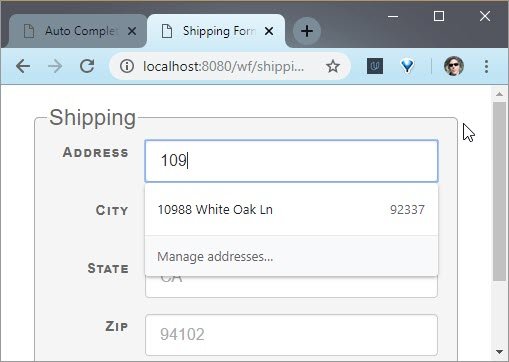 Auto Complet
Shipping Form
localhost:8080/wf/shippi...
Shipping
Address
109
10988 White Oak Ln 92337
Manage addresses...
City
State
CA
Zip
94102